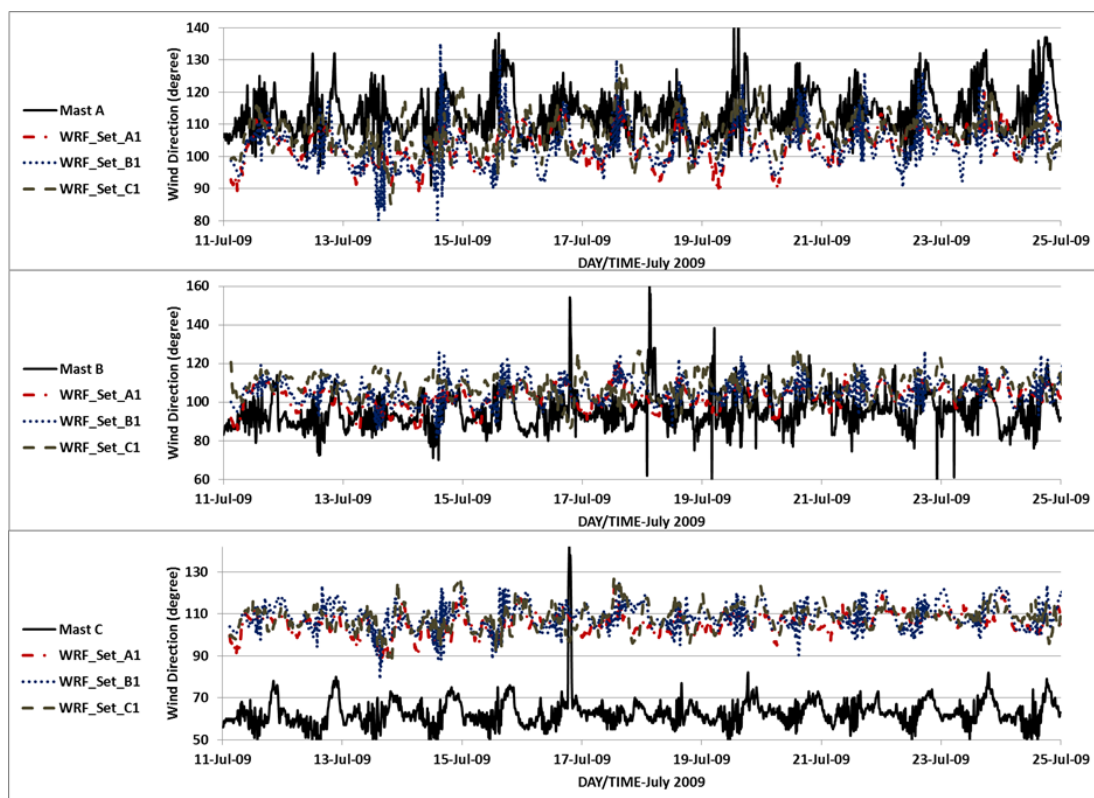 Wind Direction (degree)
140
130
120
110
100
90
80
Mast A
WRF_Set_A1
WRF_Set_B1
WRF_Set_C1
11-Jul-09 13-Jul-09 15-Jul-09 17-Jul-09 19-Jul-09 21-Jul-09 23-Jul-09 25-Jul-09
DAY/TIME-July 2009
Wind Direction (degree)
160
140
120
100
80
60
Mast B
WRF_Set_A1
WRF_Set_B1
WRF_Set_C1
11-Jul-09 13-Jul-09 15-Jul-09 17-Jul-09 19-Jul-09 21-Jul-09 23-Jul-09 25-Jul-09
DAY/TIME-July 2009
Wind Direction (degree)
130
110
90
70
50
Mast C
WRF_Set_A1
WRF_Set_B1
WRF_Set_C1
11-Jul-09 13-Jul-09 15-Jul-09 17-Jul-09 19-Jul-09 21-Jul-09 23-Jul-09 25-Jul-09
DAY/TIME-July 2009